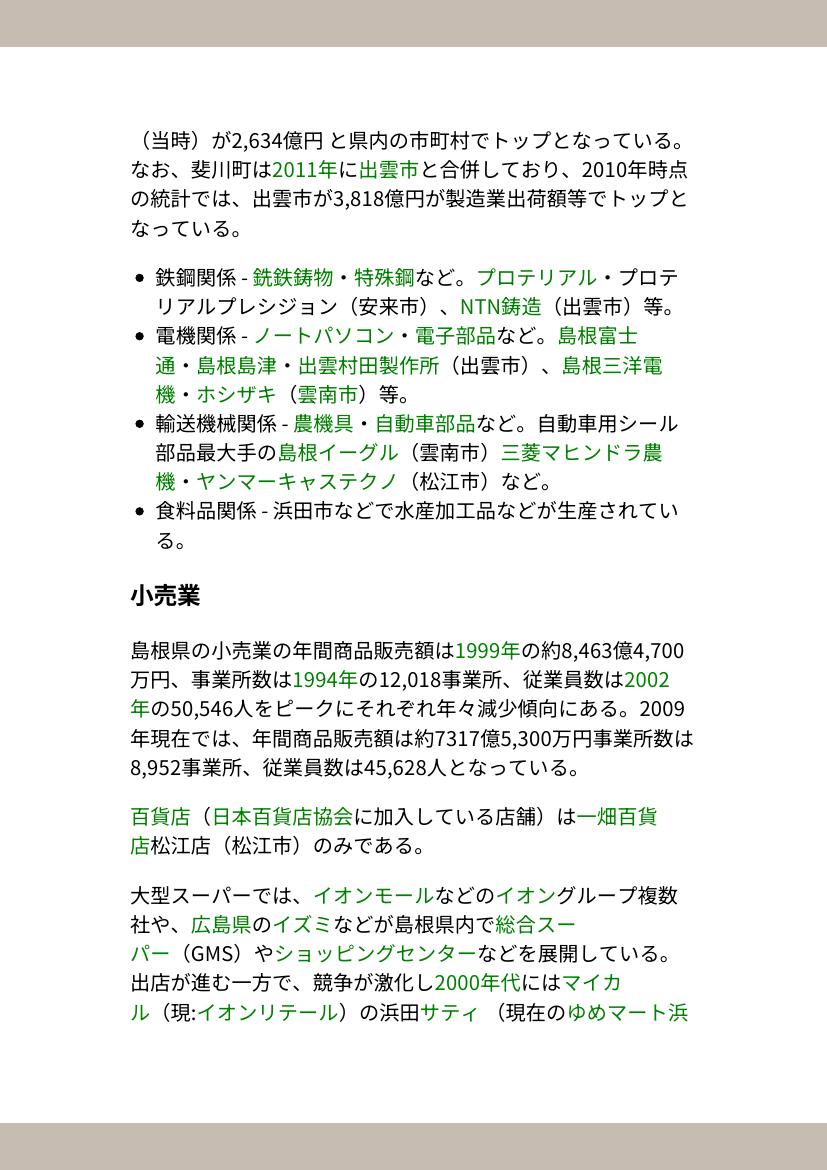 （当時）が2,634億円 と県内の市町村でトップとなっている。
なお、斐川町は2011年に出雲市と合併しており、2010年時点
の統計では、出雲市が3,818億円が製造業出荷額等でトップと
なっている。
● 鉄鋼関係 - 銑鉄鋳物・特殊鋼など。プロテリアル・プロテ
リアルプレシジョン（安来市）、NTN鋳造（出雲市）等。
● 電機関係 - ノートパソコン・電子部品など。島根富士
通・島根島津・出雲村田製作所（出雲市）、島根三洋電
機・ホシザキ（雲南市）等。
● 輸送機械関係 - 農機具・自動車部品など。自動車用シール
部品最大手の島根イーグル（雲南市）三菱マヒンドラ農
機・ヤンマーキャステクノ（松江市）など。
● 食料品関係 - 浜田市などで水産加工品などが生産されてい
る。
小売業
島根県の小売業の年間商品販売額は1999年の約8,463億4,700
万円、事業所数は1994年の12,018事業所、従業員数は2002
年の50,546人をピークにそれぞれ年々減少傾向にある。2009
年現在では、年間商品販売額は約7317億5,300万円事業所数は
8,952事業所、従業員数は45,628人となっている。
百貨店（日本百貨店協会に加入している店舗）は一畑百貨
店松江店（松江市）のみである。
大型スーパーでは、イオンモールなどのイオングループ複数
社や、広島県のイズミなどが島根県内で総合スー
パー（GMS）やショッピングセンターなどを展開している。
出店が進む一方で、競争が激化し2000年代にはマイカ
ル（現:イオンリテール）の浜田サティ （現在のゆめマート浜